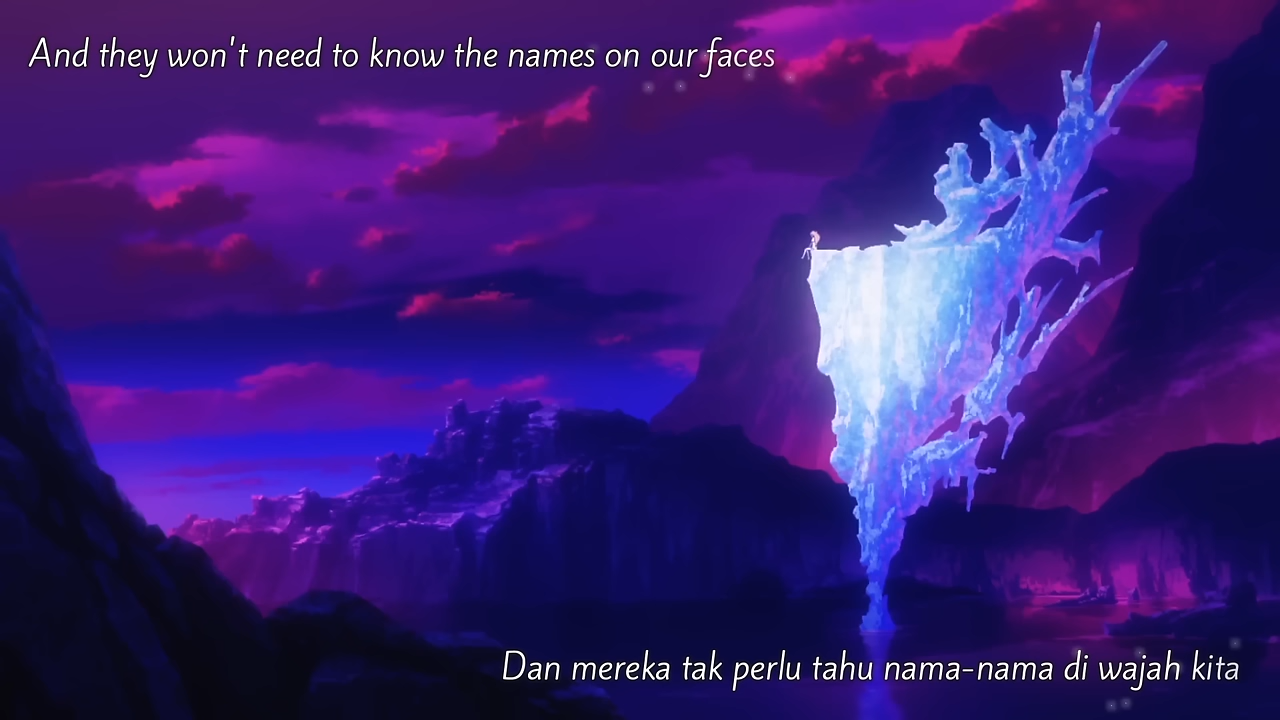 And they won't need to know the names on our faces
Dan mereka tak perlu tahu nama-nama di wajah kita